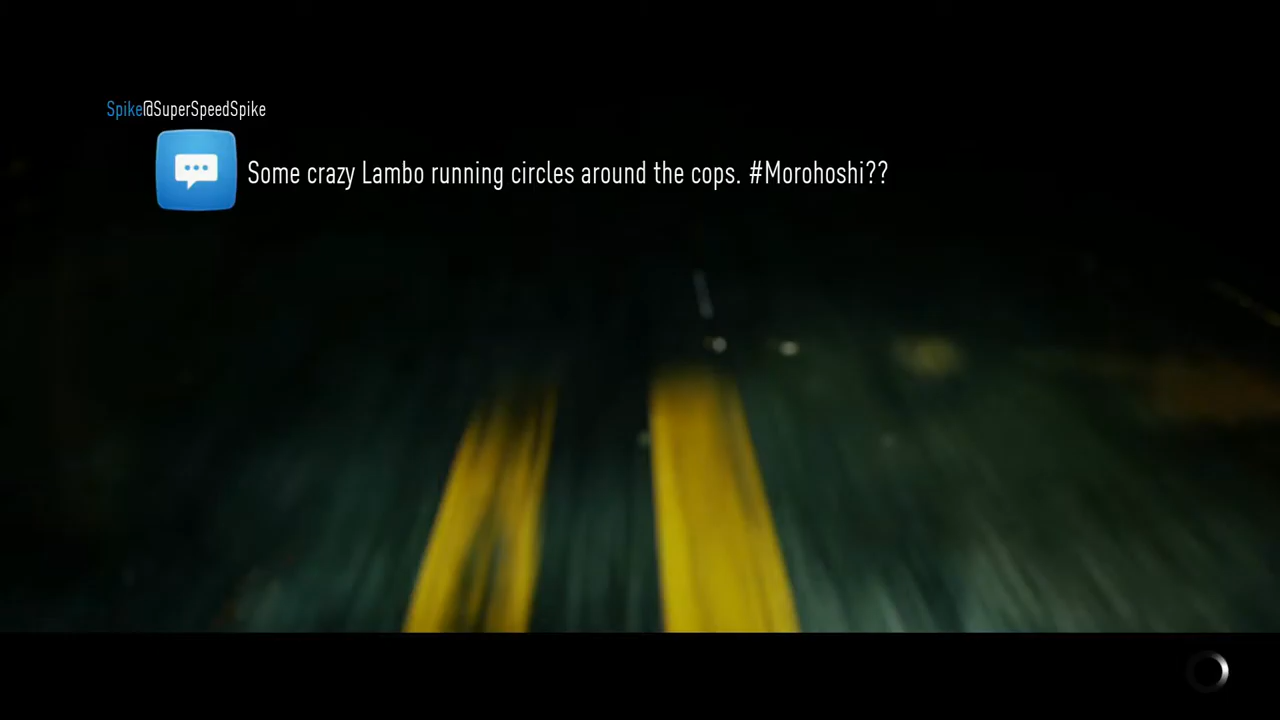 Spike@SuperSpeedSpike
Some crazy Lambo running circles around the cops. #Morohoshi??